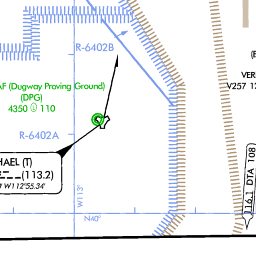 R-6402B
AF (Dugway Proving Ground)
(DPG)
4350 110
VER
V257 12
R-6402A
HAEL (T)
(113.2)
W112°55.34'
W113°
N40°
116.1 DTA 108